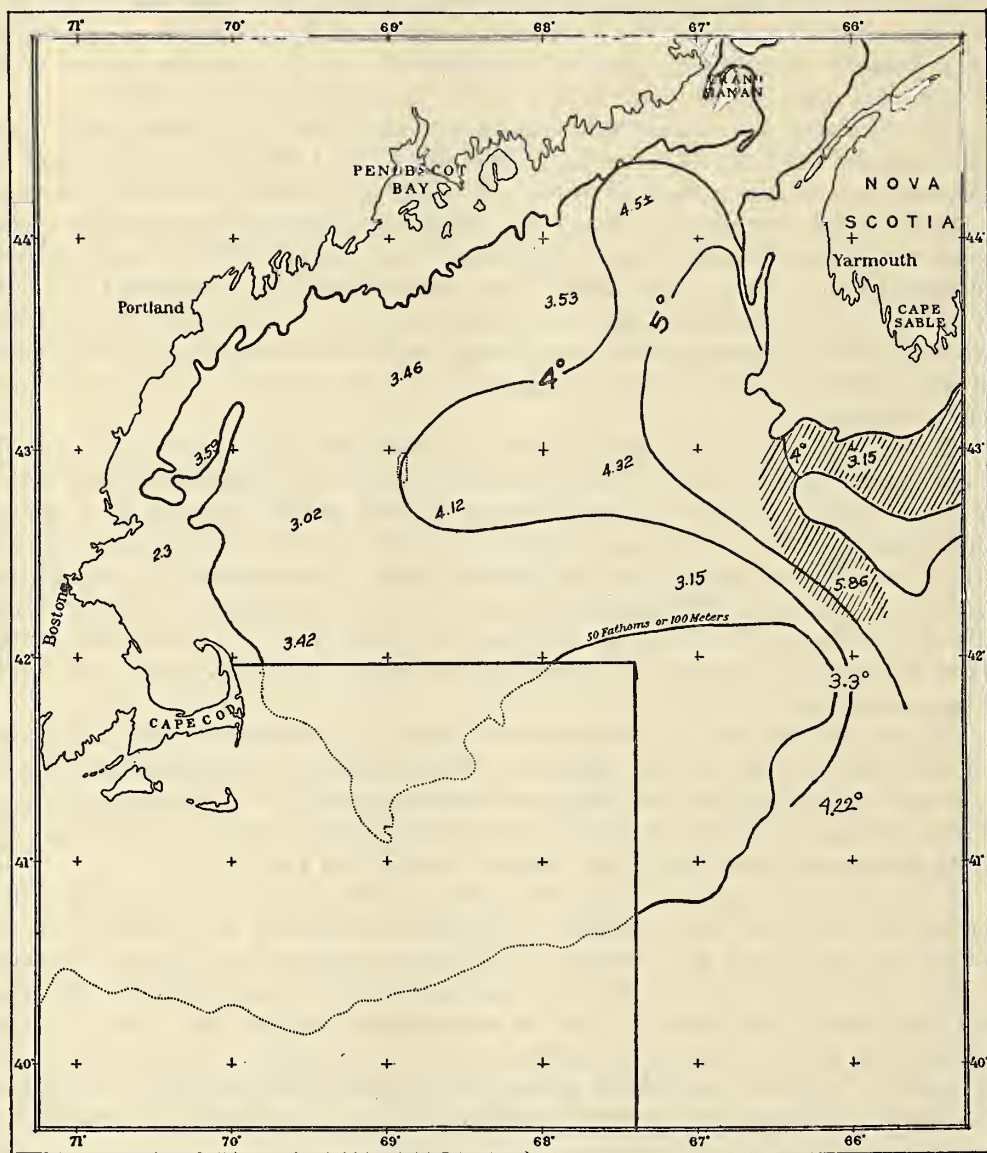 71° 70° 69° 68° 67° 66°
GRAND
MANAN
PENOBSCOT
BAY
NOVA
SCOTIA
4.5±
44° 44°
Yarmouth
Portland
3.53
5°
CAPE
SABLE
3.46
4°
43° 43°
3.59
4°
3.15
4.32
4.12
3.02
2.3
3.15
5.86
Boston
50 Fathoms or 100 Meters
3.42
42° 42°
3.3°
CAPE COD
4.22°
41° 41°
40° 40°
71° 70° 69° 68° 67° 66°